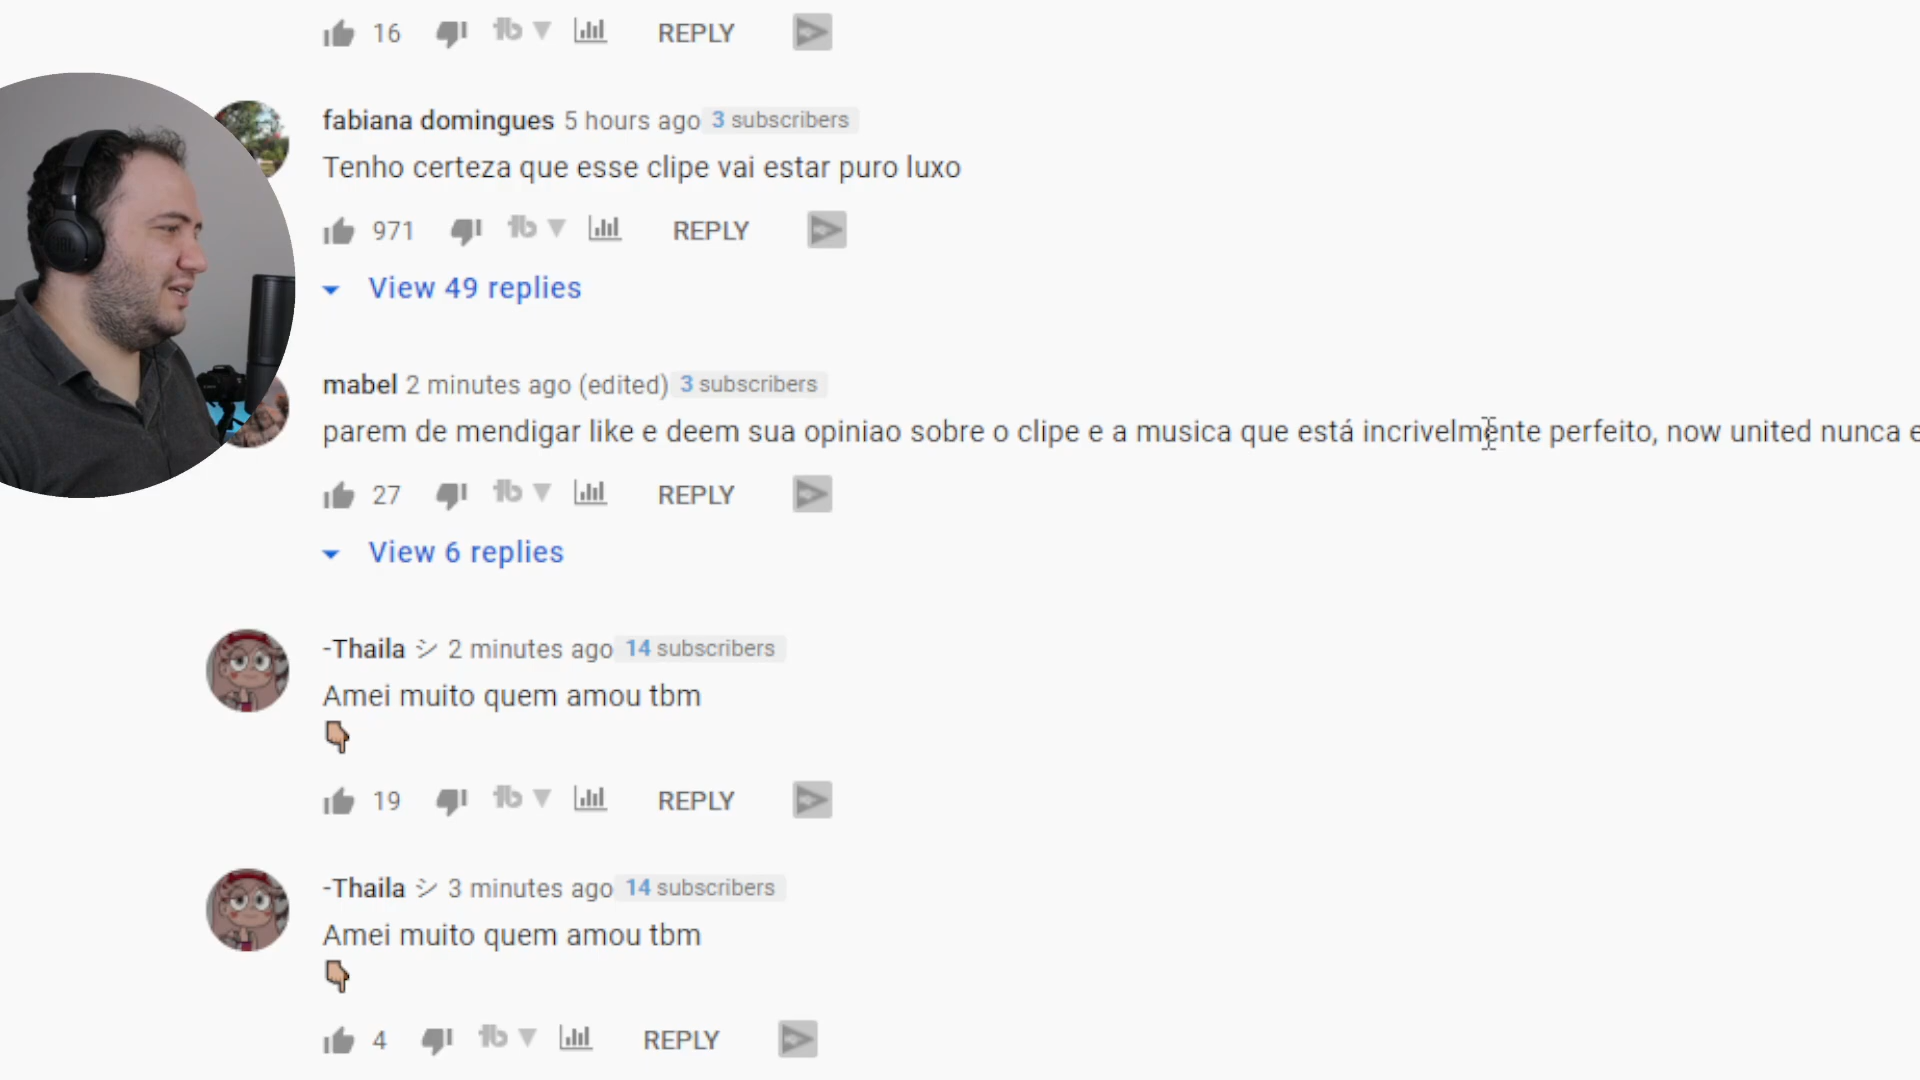 16 REPLY
fabiana domingues 5 hours ago 3 subscribers
Tenho certeza que esse clipe vai estar puro luxo
971 REPLY
View 49 replies
mabel 2 minutes ago (edited) 3 subscribers
parem de mendigar like e deem sua opiniao sobre o clipe e a musica que está incrivelmente perfeito, now united nunca e
27 REPLY
View 6 replies
-Thaila シ 2 minutes ago 14 subscribers
Amei muito quem amou tbm
19 REPLY
-Thaila シ 3 minutes ago 14 subscribers
Amei muito quem amou tbm
4 REPLY